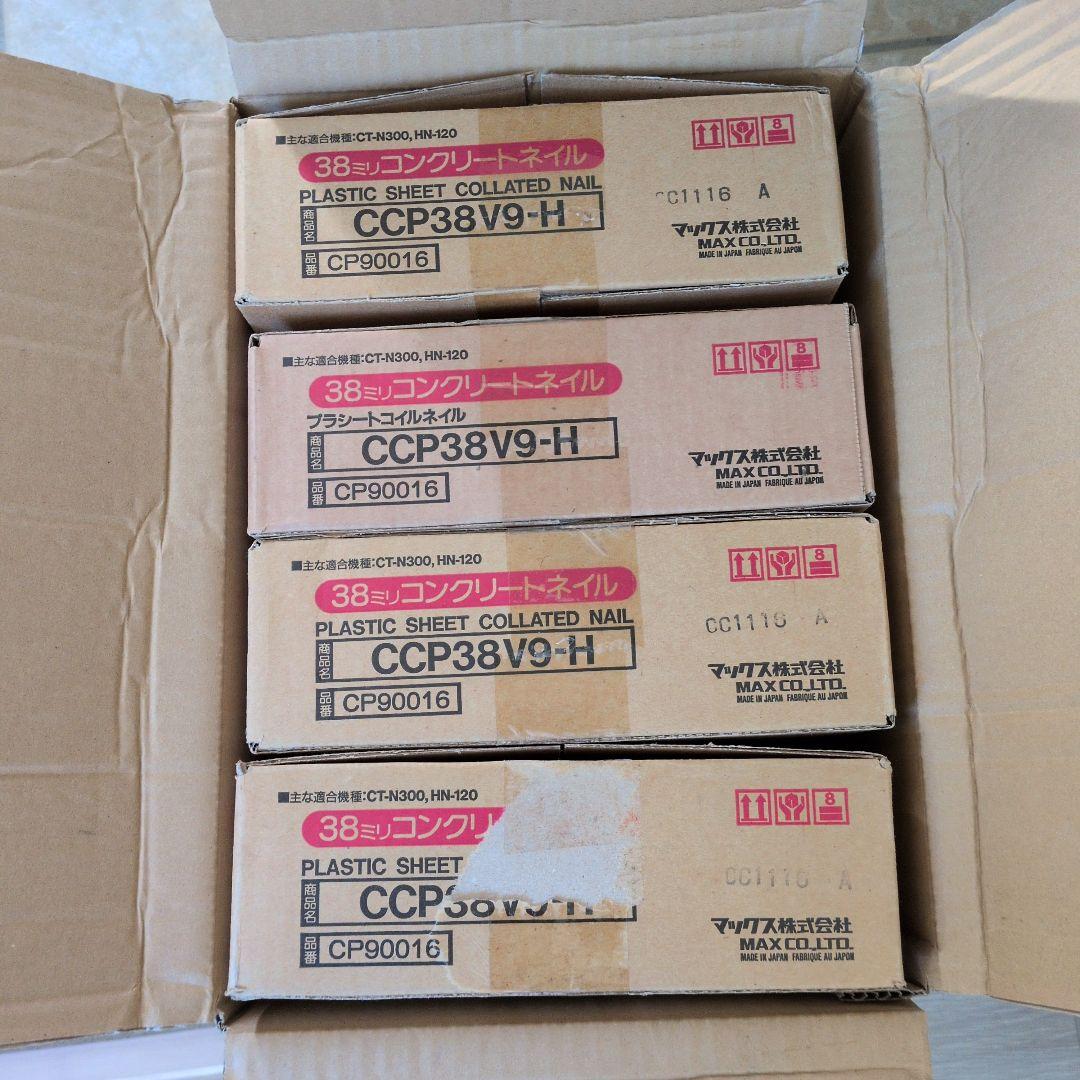 ■主な適合機種:CT-N300, HN-120
8
38ミリコンクリートネイル
PLASTIC SHEET COLLATED NAIL
CC1116 A
商品名 CCP38V9-H
マックス株式会社
MAX CO.,LTD.
MADE IN JAPAN FABRIQUE AU JAPON
品番 CP90016
■主な適合機種:CT-N300, HN-120
8
38ミリコンクリートネイル
プラシートコイルネイル
商品名 CCP38V9-H
マックス株式会社
MAX CO.,LTD.
MADE IN JAPAN FABRIQUE AU JAPON
品番 CP90016
■主な適合機種:CT-N300, HN-120
8
38ミリコンクリートネイル
PLASTIC SHEET COLLATED NAIL
CC1116 A
商品名 CCP38V9-H
マックス株式会社
MAX CO.,LTD.
MADE IN JAPAN FABRIQUE AU JAPON
品番 CP90016
■主な適合機種:CT-N300, HN-120
8
38ミリコンクリ
PLASTIC SHEET
CC1116 A
商品名 CCP38V9-H
マックス株式会社
MAX CO.,LTD.
MADE IN JAPAN FABRIQUE AU JAPON
品番 CP90016